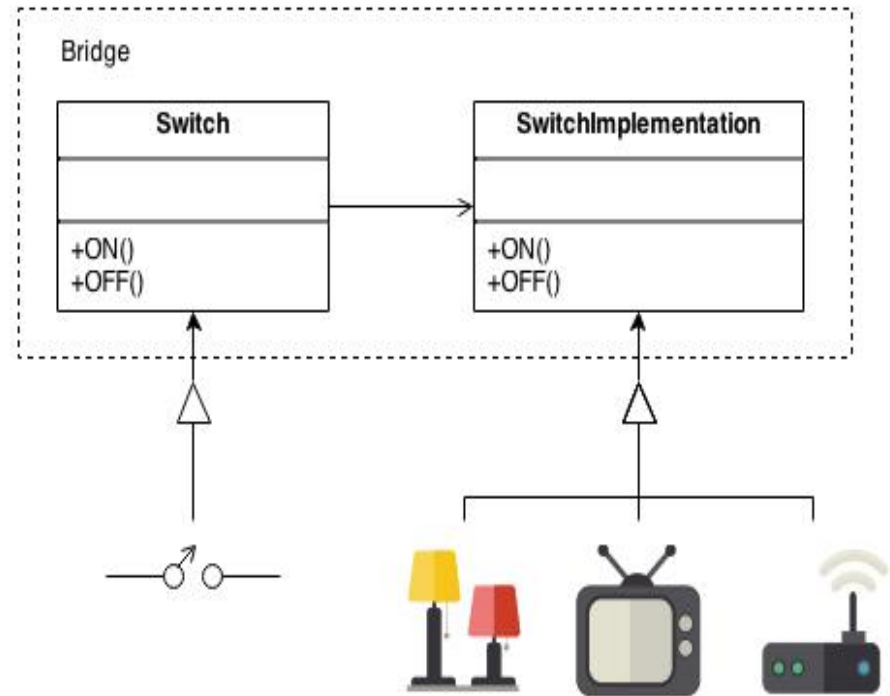 Bridge
Switch
+ON()
+OFF()
SwitchImplementation
+ON()
+OFF()